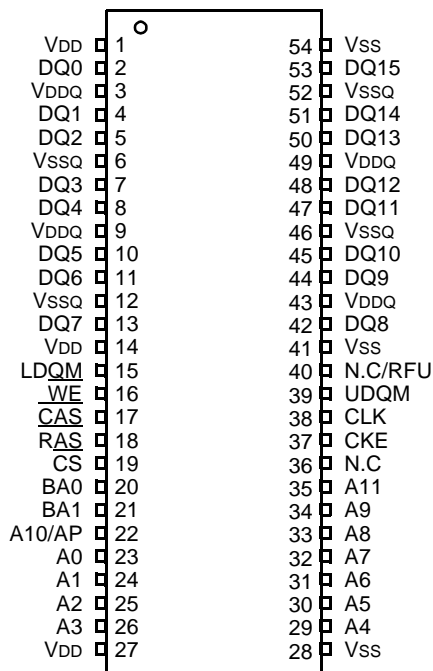 VDD 1 54 VSS
DQ0 2 53 DQ15
VDDQ 3 52 VSSQ
DQ1 4 51 DQ14
DQ2 5 50 DQ13
VSSQ 6 49 VDDQ
DQ3 7 48 DQ12
DQ4 8 47 DQ11
VDDQ 9 46 VSSQ
DQ5 10 45 DQ10
DQ6 11 44 DQ9
VSSQ 12 43 VDDQ
DQ7 13 42 DQ8
VDD 14 41 VSS
LDQM 15 40 N.C/RFU
WE 16 39 UDQM
CAS 17 38 CLK
RAS 18 37 CKE
CS 19 36 N.C
BA0 20 35 A11
BA1 21 34 A9
A10/AP 22 33 A8
A0 23 32 A7
A1 24 31 A6
A2 25 30 A5
A3 26 29 A4
VDD 27 28 VSS